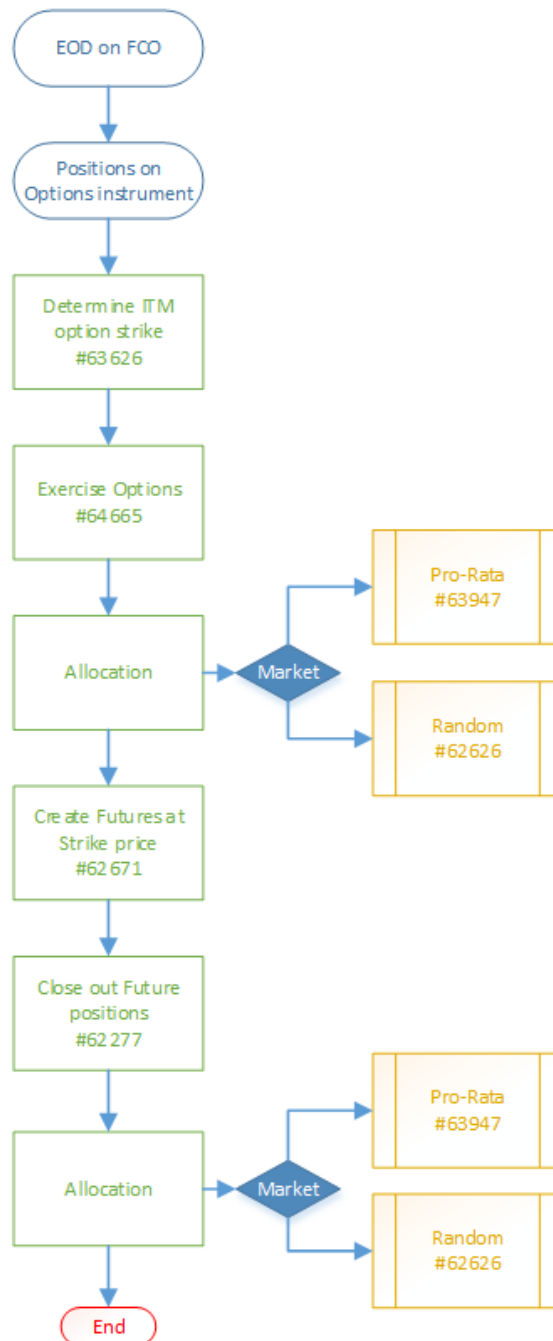 EOD on FCO
Positions on
Options instrument
Determine ITM
option strike
#63626
Exercise Options
#64665
Allocation
Market
Pro-Rata
#63947
Random
#62626
Create Futures at
Strike price
#62671
Close out Future
positions
#62277
Allocation
Market
Pro-Rata
#63947
Random
#62626
End